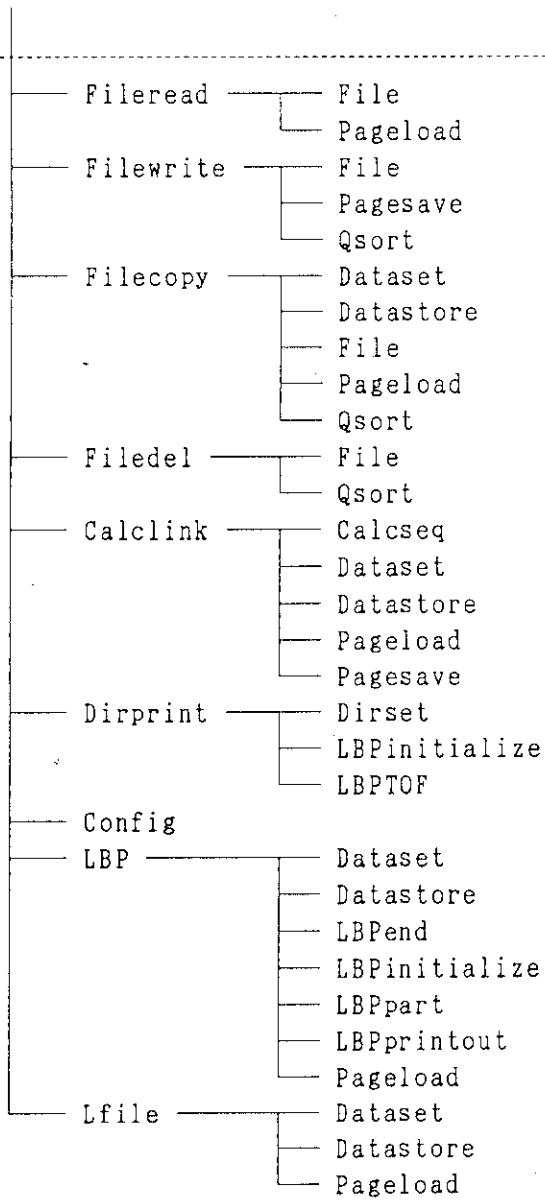 Fileread File
Pageload
Filewrite File
Pagesave
Qsort
Filecopy Dataset
Datastore
File
Pageload
Qsort
Filedel File
Qsort
Calclink Calcseq
Dataset
Datastore
Pageload
Pagesave
Dirprint Dirset
LBPinitialize
LBPTOF
Config
LBP Dataset
Datastore
LBPend
LBPinitialize
LBPpart
LBPprintout
Pageload
Lfile Dataset
Datastore
Pageload